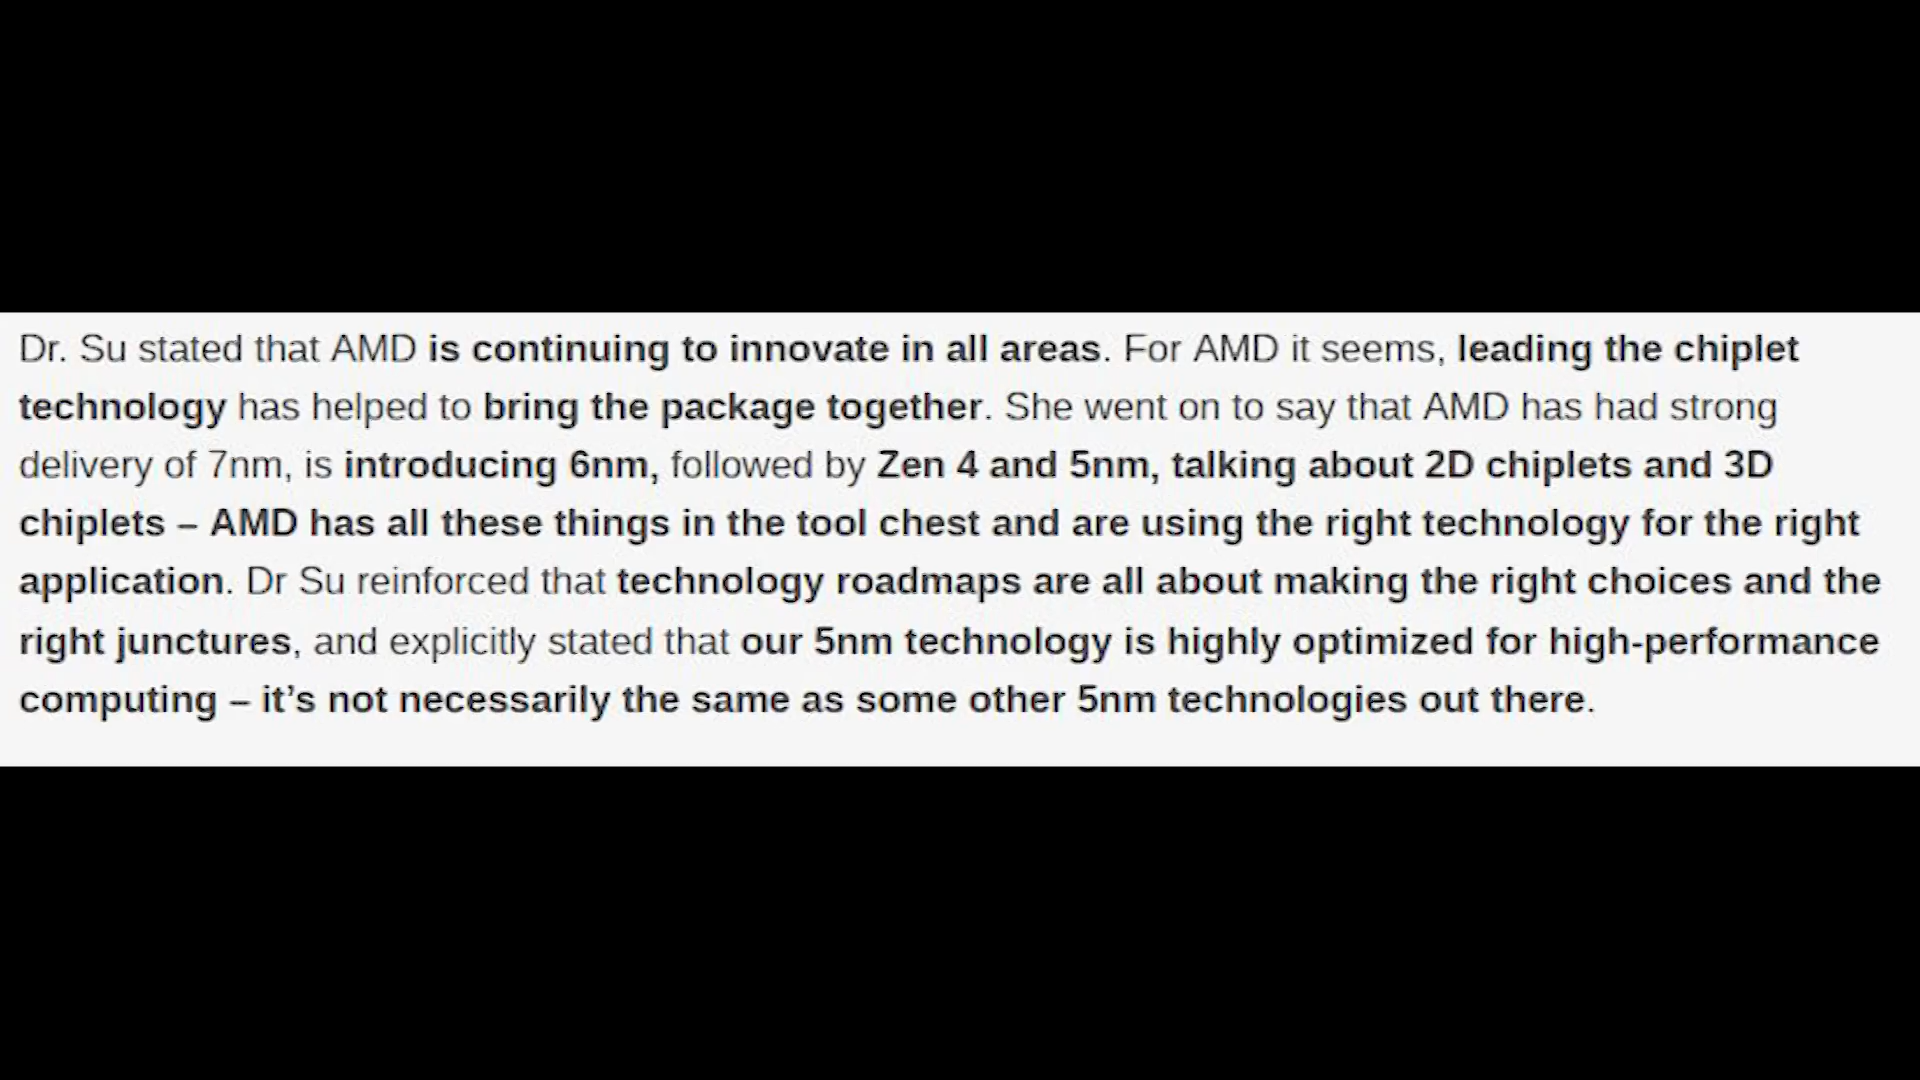 Dr. Su stated that AMD is continuing to innovate in all areas. For AMD it seems, leading the chiplet
technology has helped to bring the package together. She went on to say that AMD has had strong
delivery of 7nm, is introducing 6nm, followed by Zen 4 and 5nm, talking about 2D chiplets and 3D
chiplets – AMD has all these things in the tool chest and are using the right technology for the right
application. Dr Su reinforced that technology roadmaps are all about making the right choices and the
right junctures, and explicitly stated that our 5nm technology is highly optimized for high-performance
computing – it’s not necessarily the same as some other 5nm technologies out there.